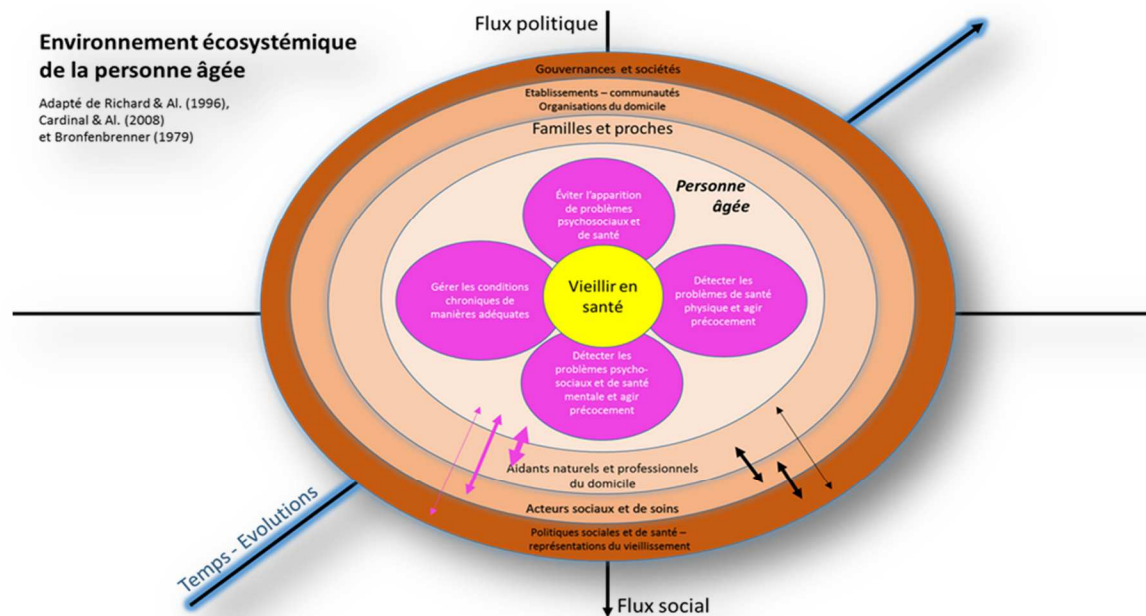 Environnement écosystémique
de la personne âgée
Adapté de Richard & Al. (1996),
Cardinal & Al. (2008)
et Bronfenbrenner (1979)
Flux politique
Gouvernances et sociétés
Etablissements – communautés
Organisations du domicile
Familles et proches
Personne
âgée
Éviter l'apparition
de problèmes
psychosociaux et
de santé
Gérer les conditions
chroniques de
manières adéquates
Vieillir en
santé
Détecter les
problèmes de santé
physique et agir
précocement
Détecter les
problèmes psycho-
sociaux et de santé
mentale et agir
précocement
Aidants naturels et professionnels
du domicile
Acteurs sociaux et de soins
Politiques sociales et de santé –
représentations du vieillissement
Temps - Evolutions
Flux social